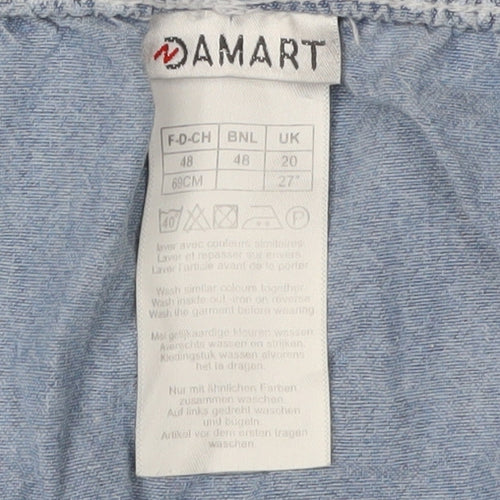 DAMART
F-D-CH BNL UK
48 48 20
69CM 27"
40 P
laver avec couleurs similaires
Laver et repasser sur envers
Laver l'article avant de le porter
Wash similar colours together
Wash inside out -iron on reverse
Wash the garment before wearing
Met gelijkaardige kleuren wassen
Averechts wassen en strijken.
Kledingstuk wassen alvorens
het te dragen.
Nur mit ähnlichen Farben
zusammen waschen
Auf links gedreht waschen
und bügeln.
Artikel vor dem ersten tragen
waschen